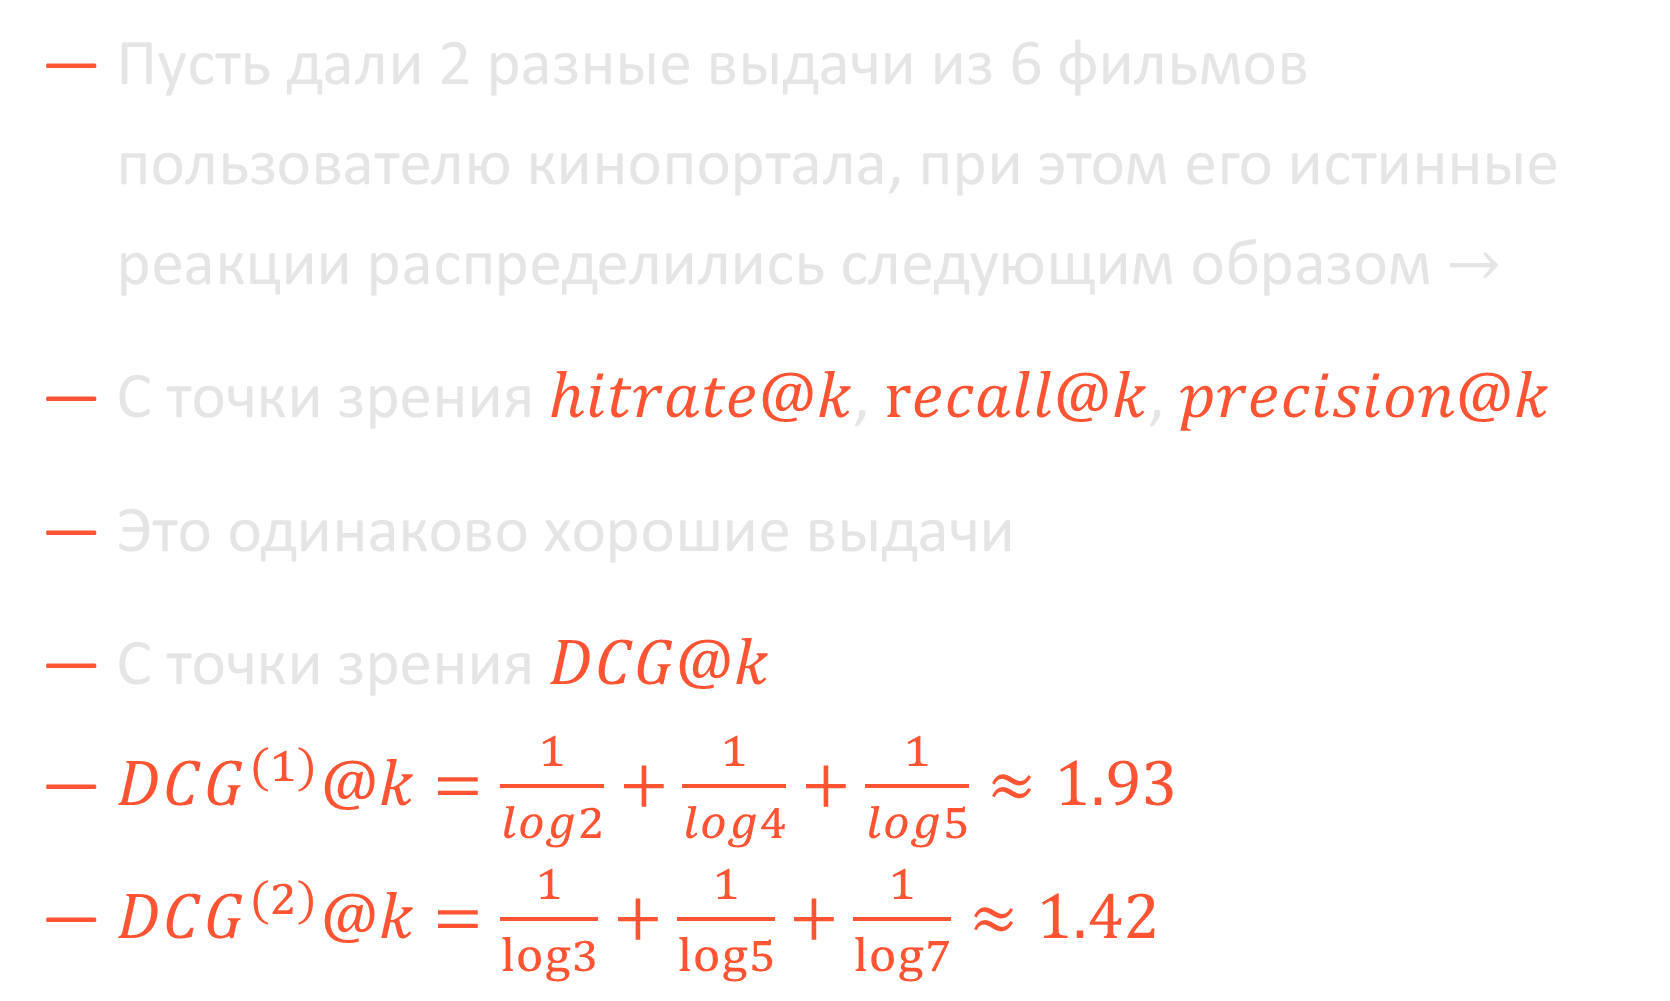 — Пусть дали 2 разные выдачи из 6 фильмов
пользователю кинопортала, при этом его истинные
реакции распределились следующим образом →
— С точки зрения hitrate@k, recall@k, precision@k
— Это одинаково хорошие выдачи
— С точки зрения DCG@k
— DCG⁽¹⁾@k = 1/log2 + 1/log4 + 1/log5 ≈ 1.93
— DCG⁽²⁾@k = 1/log3 + 1/log5 + 1/log7 ≈ 1.42